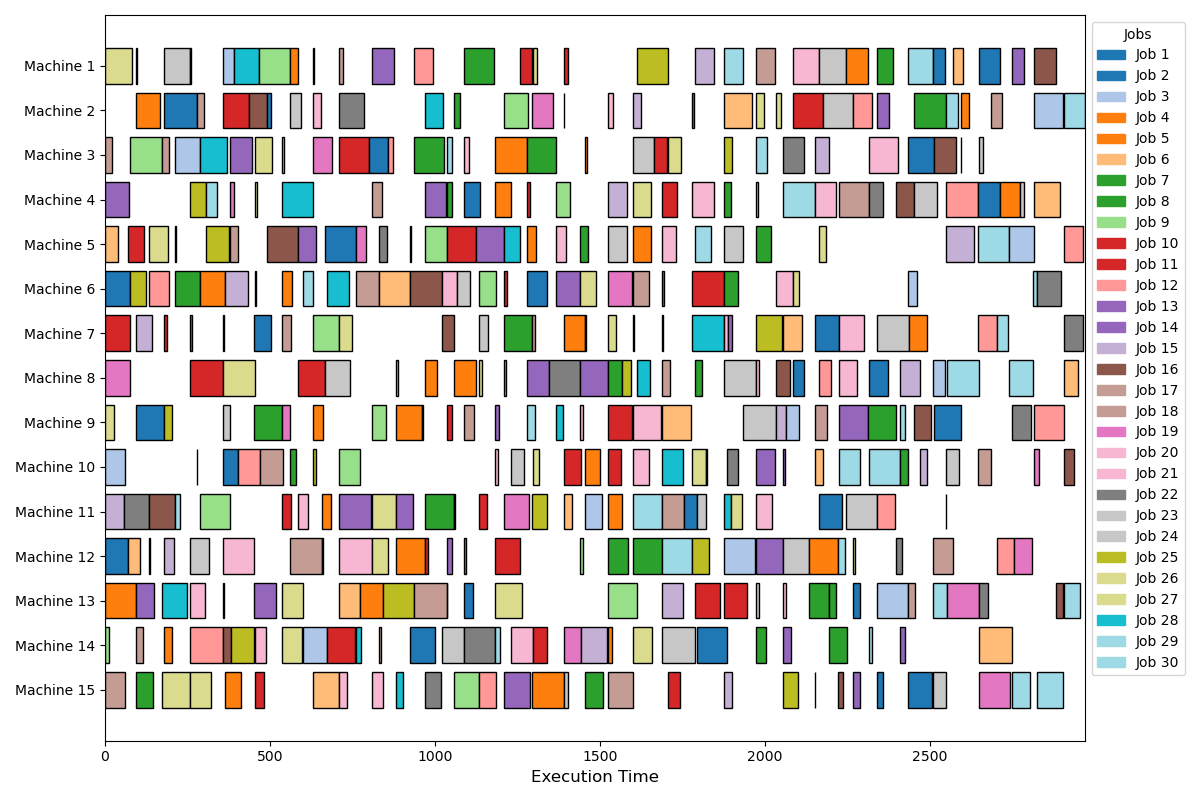 Jobs
Machine 1
Machine 2
Machine 3
Machine 4
Machine 5
Machine 6
Machine 7
Machine 8
Machine 9
Machine 10
Machine 11
Machine 12
Machine 13
Machine 14
Machine 15
Job 1
Job 2
Job 3
Job 4
Job 5
Job 6
Job 7
Job 8
Job 9
Job 10
Job 11
Job 12
Job 13
Job 14
Job 15
Job 16
Job 17
Job 18
Job 19
Job 20
Job 21
Job 22
Job 23
Job 24
Job 25
Job 26
Job 27
Job 28
Job 29
Job 30
0 500 1000 1500 2000 2500
Execution Time